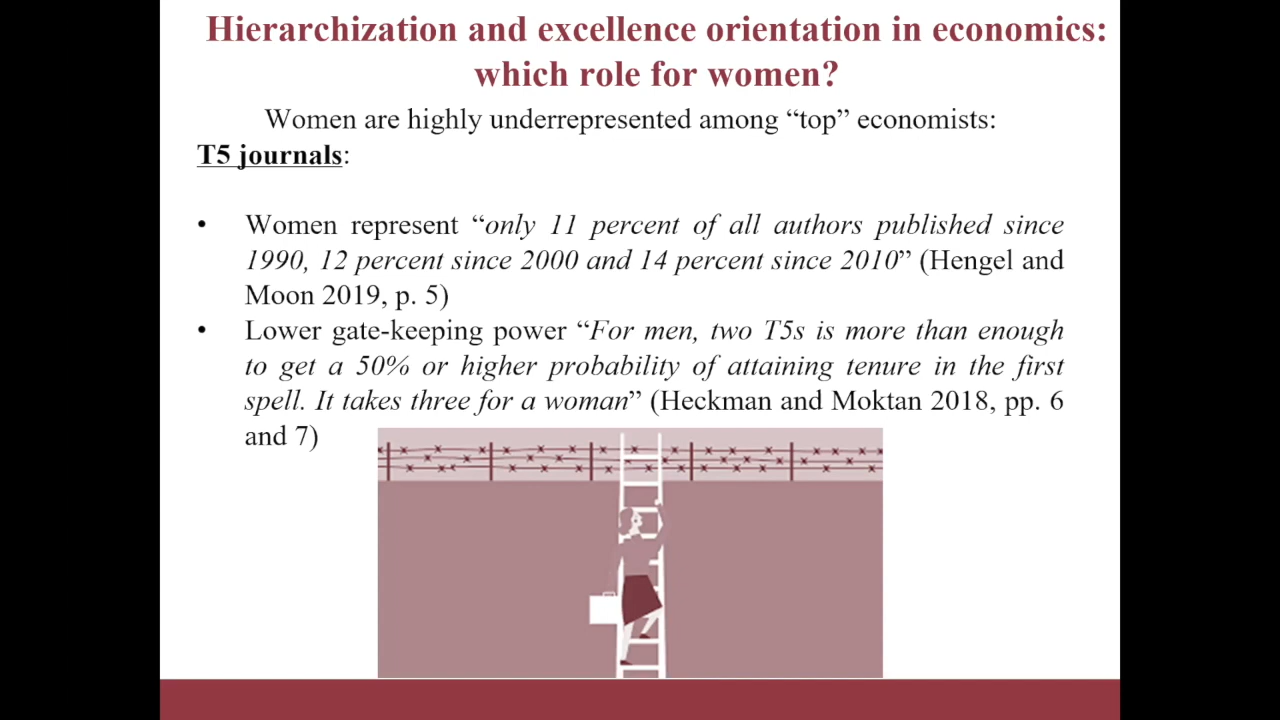 Hierarchization and excellence orientation in economics:
which role for women?
Women are highly underrepresented among “top” economists:
T5 journals:
• Women represent “only 11 percent of all authors published since
1990, 12 percent since 2000 and 14 percent since 2010” (Hengel and
Moon 2019, p. 5)
• Lower gate-keeping power “For men, two T5s is more than enough
to get a 50% or higher probability of attaining tenure in the first
spell. It takes three for a woman” (Heckman and Moktan 2018, pp. 6
and 7)